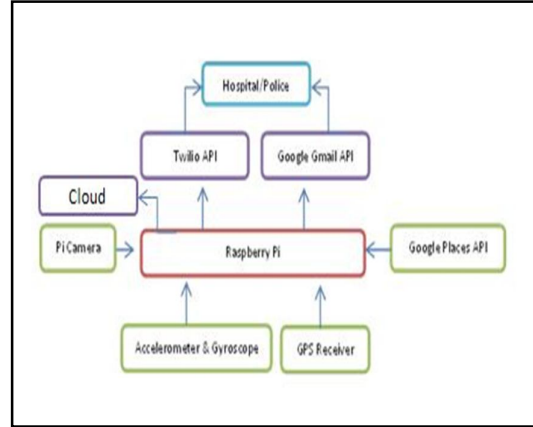 Hospital/Police
Twilio API
Google Gmail API
Cloud
Pi Camera
Raspberry Pi
Google Places API
Accelerometer & Gyroscope
GPS Receiver